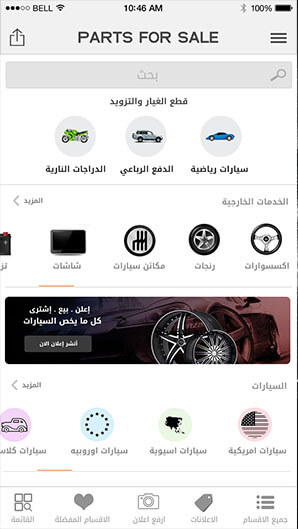 BELL 10:46 AM 100%
PARTS FOR SALE
بحث
قطع الغيار والتزويد
سيارات رياضية الدفع الرباعي الدراجات النارية
الخدمات الخارجية المزيد
اكسسوارات رنجات مكائن سيارات شاشات تز
إعلن . بيع . إشترى
كل ما يخص السيارات
أنشر إعلان الان
السيارات المزيد
سيارات امريكية سيارات اسيوية سيارات اوروبيه سيارات كلاس
جميع الاقسام الاعلانات ارفع اعلان الاقسام المفضلة القائمة